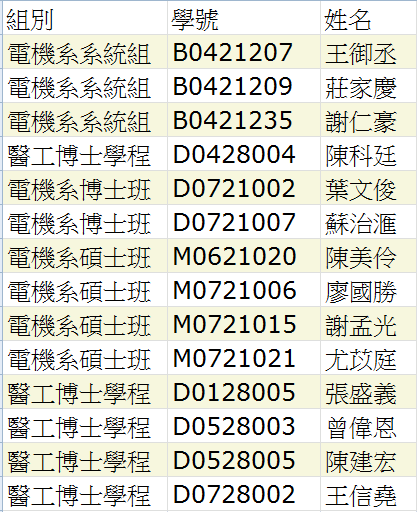 組別 學號 姓名
電機系系統組 B0421207 王御丞
電機系系統組 B0421209 莊家慶
電機系系統組 B0421235 謝仁豪
醫工博士學程 D0428004 陳科廷
電機系博士班 D0721002 葉文俊
電機系博士班 D0721007 蘇治滙
電機系碩士班 M0621020 陳美伶
電機系碩士班 M0721006 廖國勝
電機系碩士班 M0721015 謝孟光
電機系碩士班 M0721021 尤苡庭
醫工博士學程 D0128005 張盛義
醫工博士學程 D0528003 曾偉恩
醫工博士學程 D0528005 陳建宏
醫工博士學程 D0728002 王信堯